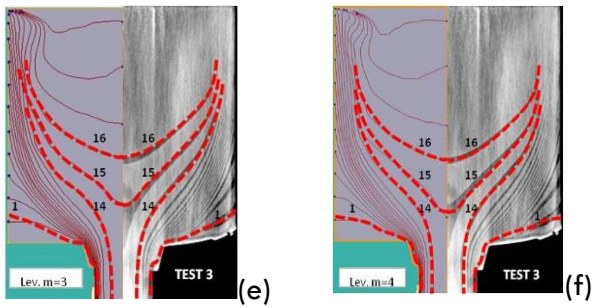 16 16
15 15
14 14
1 1
Lev. m=3
TEST 3
(e)
16 16
15 15
14 14
1 1
Lev. m=4
TEST 3
(f)